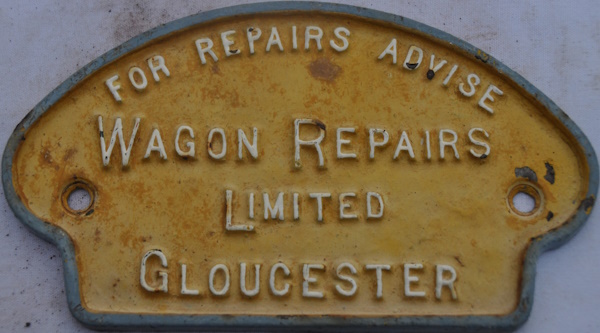 FOR REPAIRS ADVISE
WAGON REPAIRS
LIMITED
GLOUCESTER